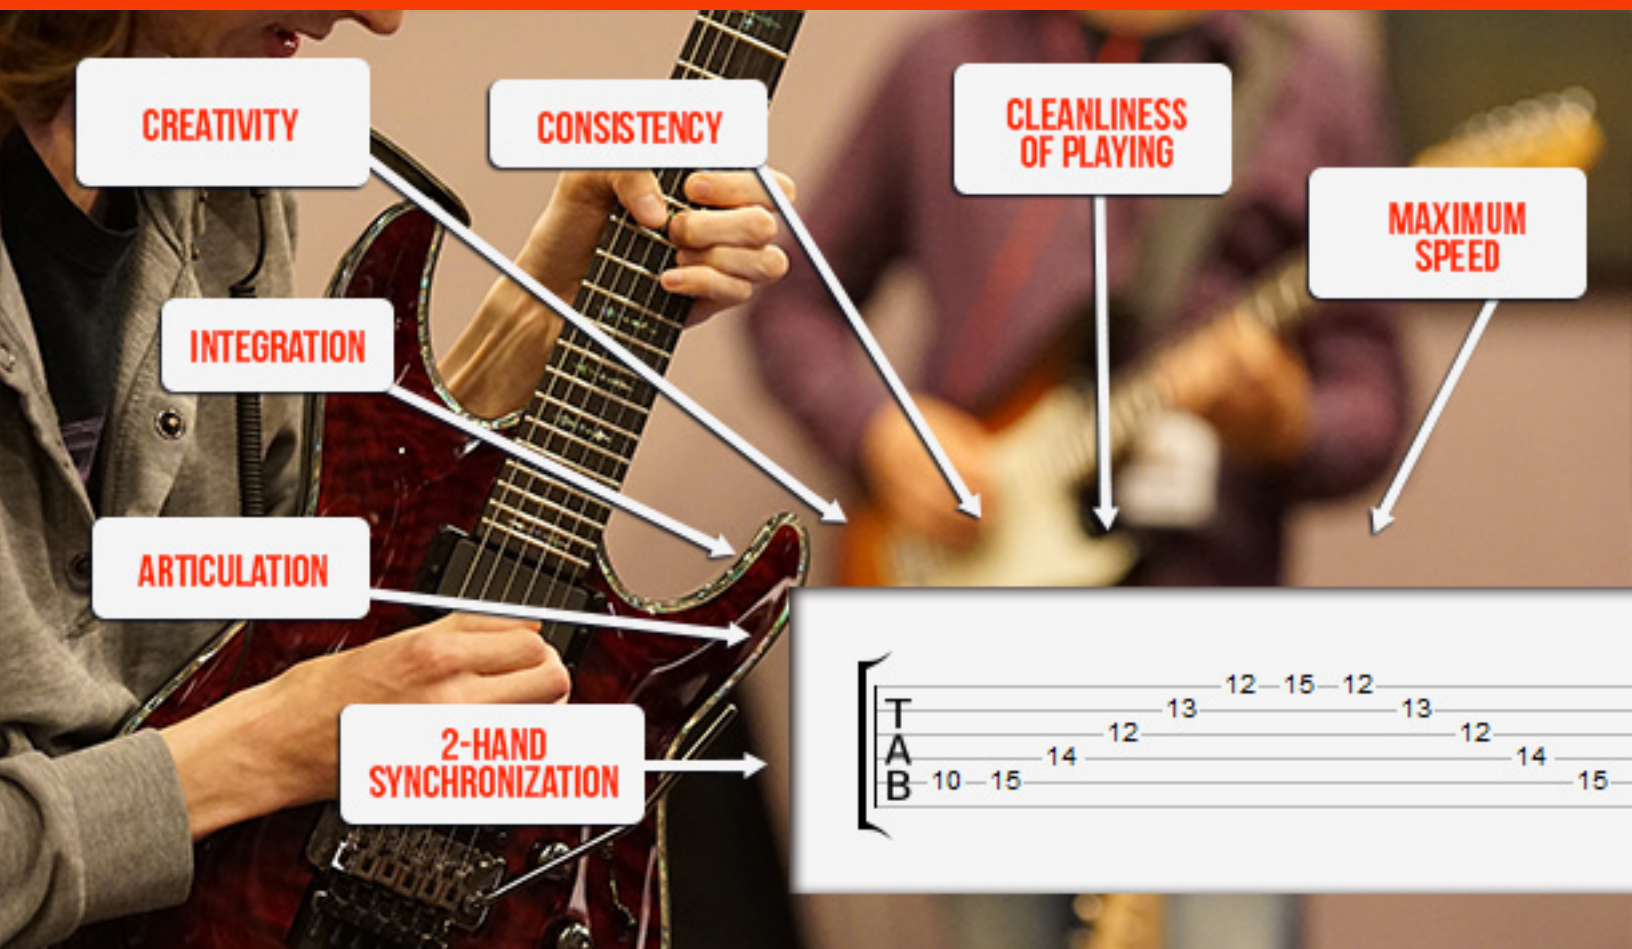 CREATIVITY
CONSISTENCY
CLEANLINESS
OF PLAYING
MAXIMUM
SPEED
INTEGRATION
ARTICULATION
2-HAND
SYNCHRONIZATION
T
A
B
12 15 12
13 13
12 12
14 14
10 15 15